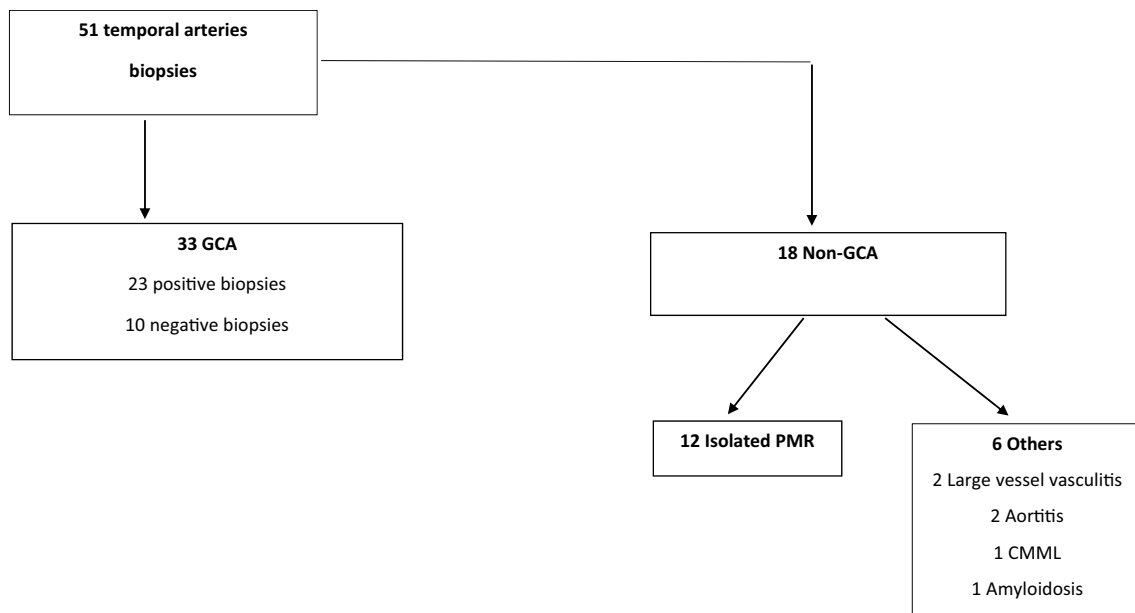 51 temporal arteries
biopsies
33 GCA
23 positive biopsies
10 negative biopsies
18 Non-GCA
12 Isolated PMR
6 Others
2 Large vessel vasculitis
2 Aortitis
1 CMML
1 Amyloidosis